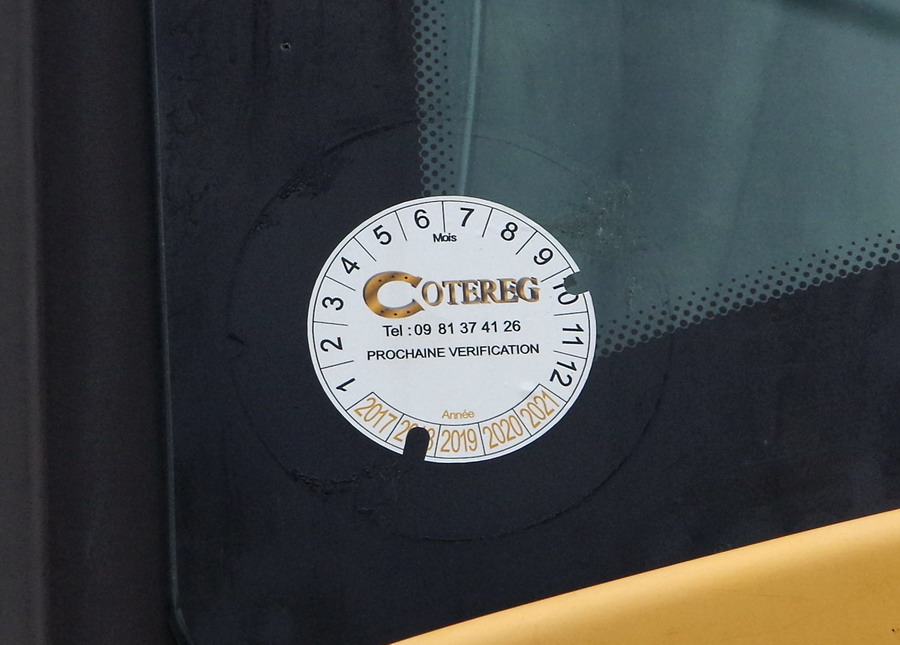 1 2 3 4 5 6 7 8 9 10 11 12
Mois
COTEREG
Tel : 09 81 37 41 26
PROCHAINE VERIFICATION
Année
2017 2018 2019 2020 2021